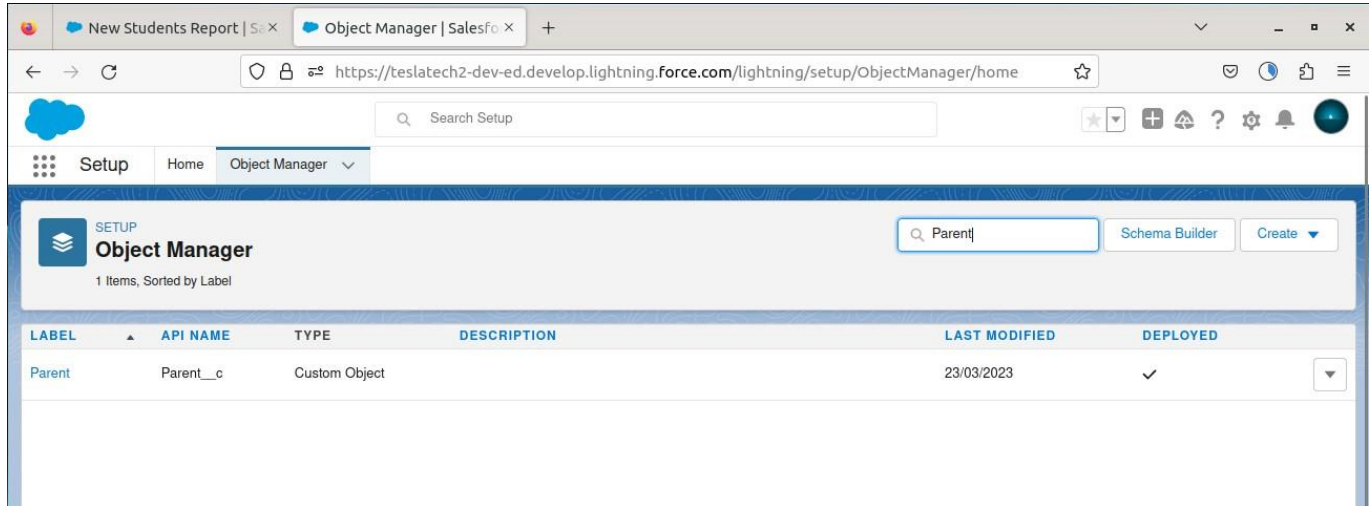 New Students Report | Sa
Object Manager | Salesfo
https://teslatech2-dev-ed.develop.lightning.force.com/lightning/setup/ObjectManager/home
Search Setup
Setup Home Object Manager
SETUP
Object Manager
1 Items, Sorted by Label
Parent
Schema Builder
Create
LABEL API NAME TYPE DESCRIPTION LAST MODIFIED DEPLOYED
Parent Parent__c Custom Object 23/03/2023